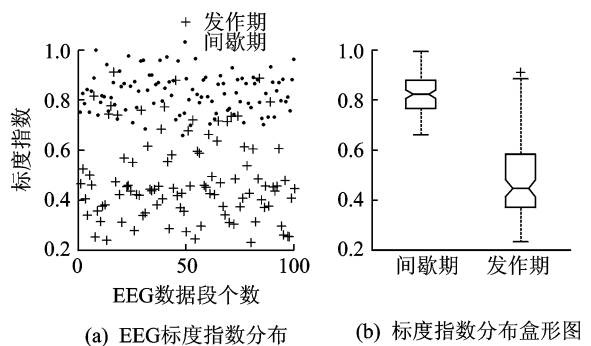 + 发作期
• 间歇期
标度指数
1.0
0.8
0.6
0.4
0.2
0
50
100
EEG数据段个数
(a) EEG标度指数分布
1.0
0.8
0.6
0.4
0.2
间歇期
发作期
(b) 标度指数分布盒形图